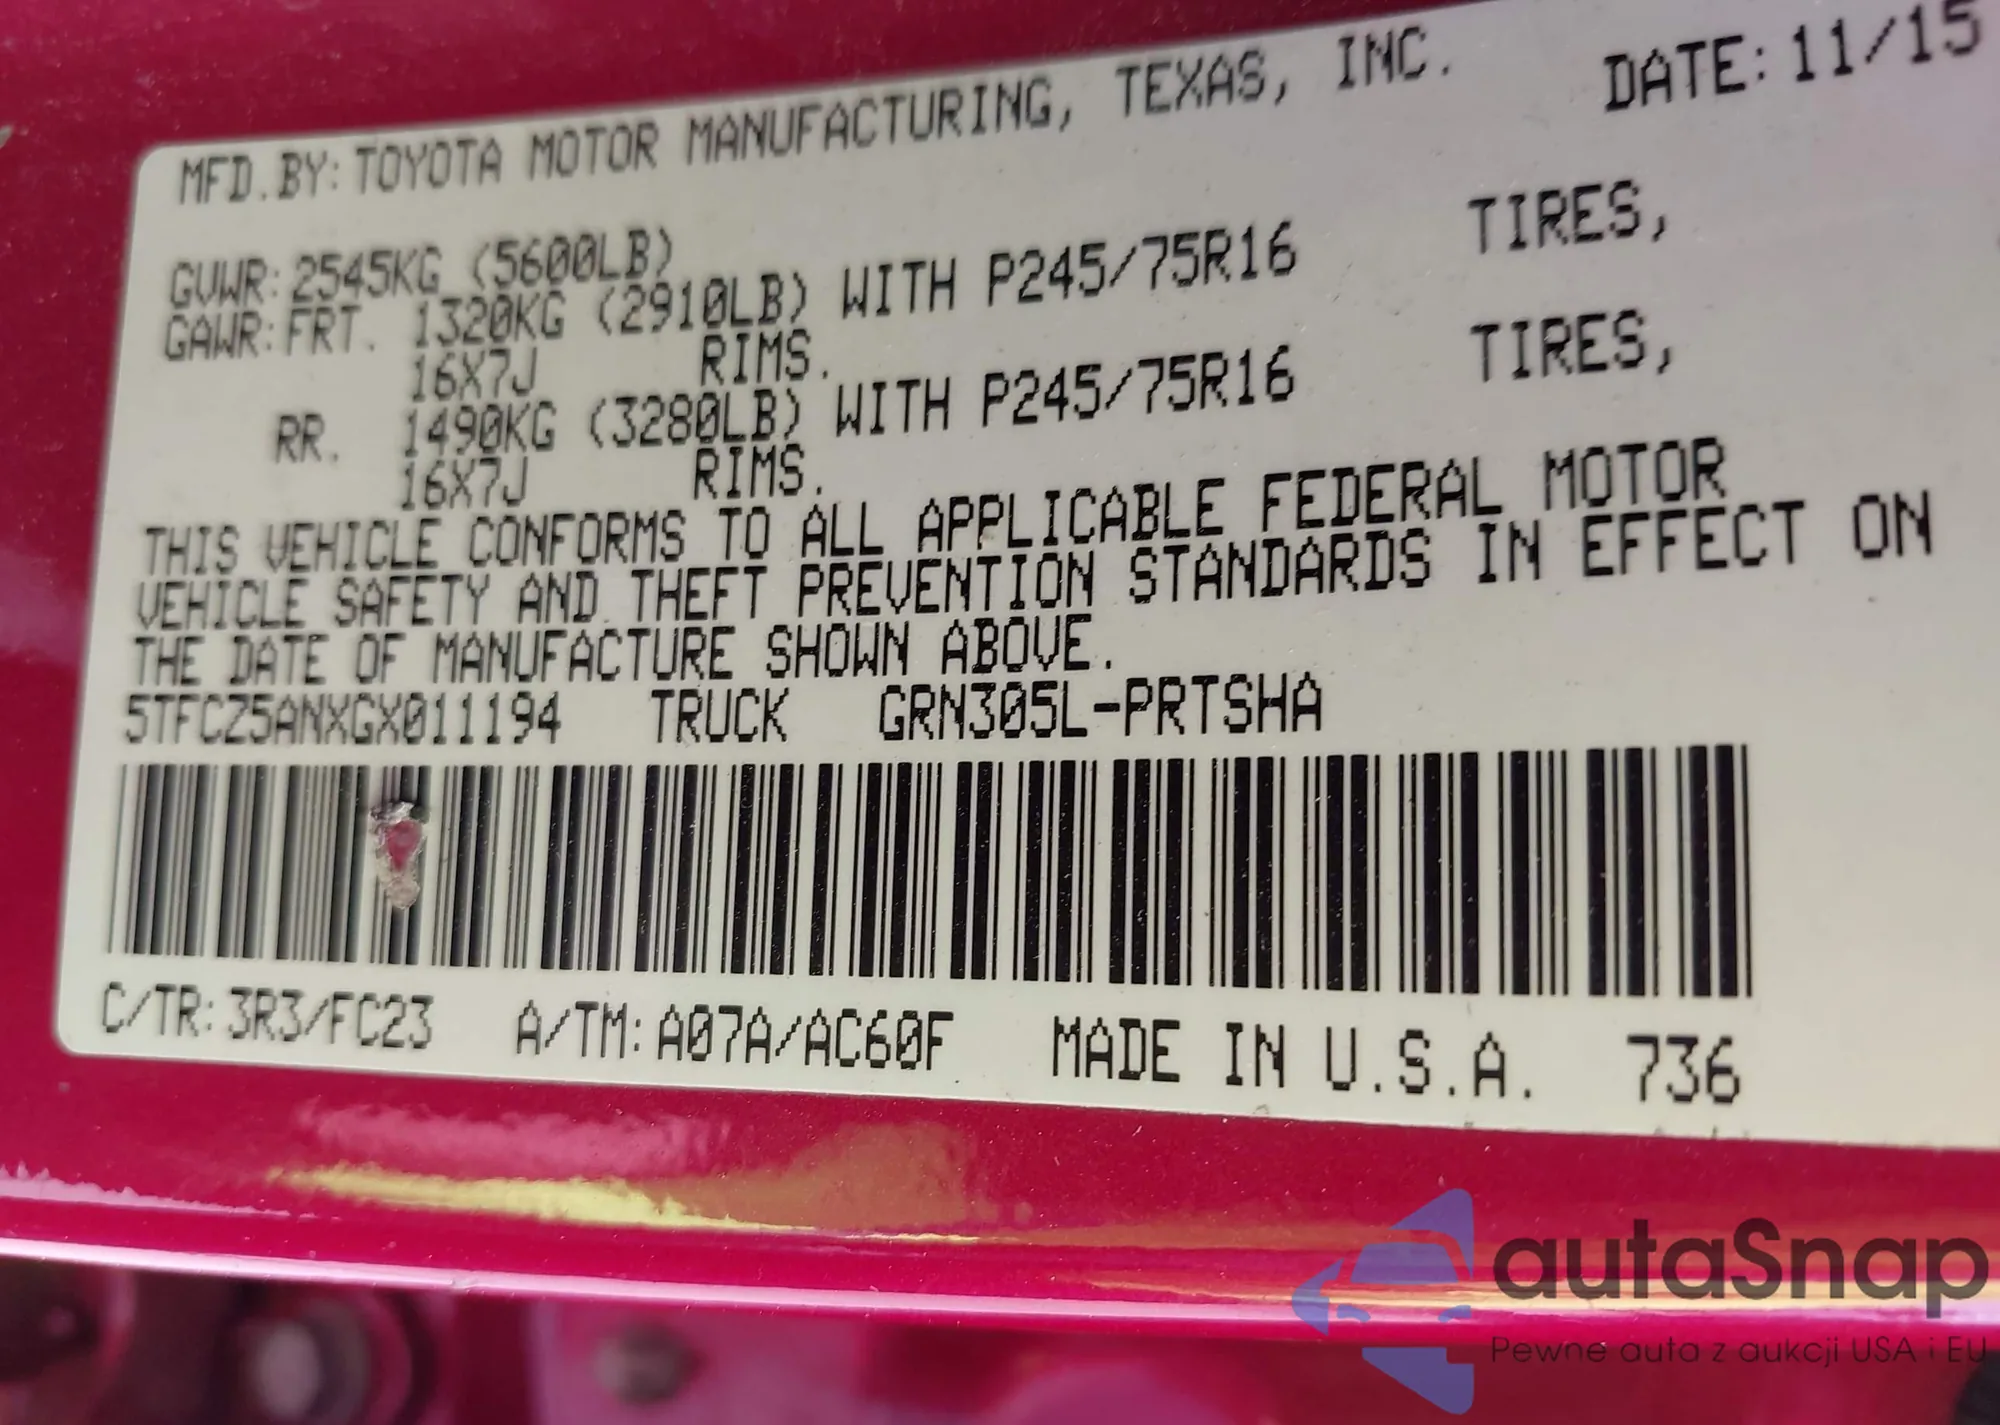 MFD.BY:TOYOTA MOTOR MANUFACTURING, TEXAS, INC. DATE:11/15
GVWR:2545KG (5600LB)
GAWR:FRT. 1320KG (2910LB) WITH P245/75R16 TIRES,
16X7J RIMS.
RR. 1490KG (3280LB) WITH P245/75R16 TIRES,
16X7J RIMS.
THIS VEHICLE CONFORMS TO ALL APPLICABLE FEDERAL MOTOR
VEHICLE SAFETY AND THEFT PREVENTION STANDARDS IN EFFECT ON
THE DATE OF MANUFACTURE SHOWN ABOVE.
5TFCZ5ANXGX011194 TRUCK GRN305L-PRTSHA
C/TR:3R3/FC23 A/TM:A07A/AC60F MADE IN U.S.A. 736
autaSnap
Pewne auta z aukcji USA i EU